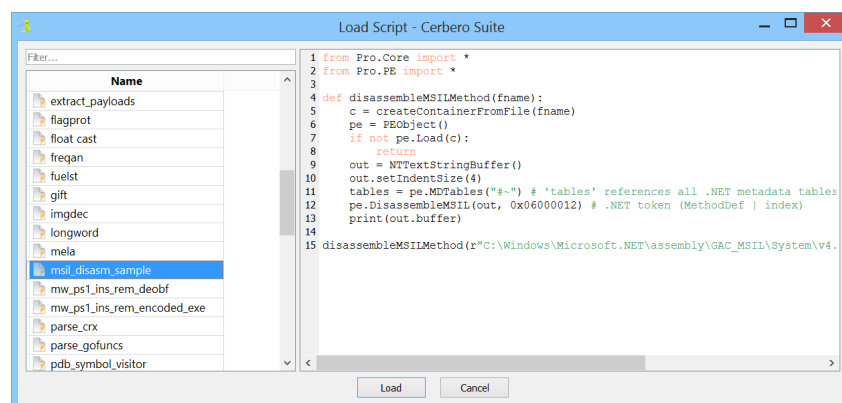 Load Script - Cerbero Suite
Filter...
Name
extract_payloads
flagprot
float cast
freqan
fuelst
gift
imgdec
longword
mela
msil_disasm_sample
mw_ps1_ins_rem_deobf
mw_ps1_ins_rem_encoded_exe
parse_crx
parse_gofuncs
pdb_symbol_visitor
1 from Pro.Core import *
2 from Pro.PE import *
3
4 def disassembleMSILMethod(fname):
5     c = createContainerFromFile(fname)
6     pe = PEObject()
7     if not pe.Load(c):
8         return
9     out = NTTextStringBuffer()
10     out.setIndentSize(4)
11     tables = pe.MDTables("#~") # 'tables' references all .NET metadata tables
12     pe.DisassembleMSIL(out, 0x06000012) # .NET token (MethodDef | index)
13     print(out.buffer)
14
15 disassembleMSILMethod(r"C:\Windows\Microsoft.NET\assembly\GAC_MSIL\System\v4.
Load
Cancel